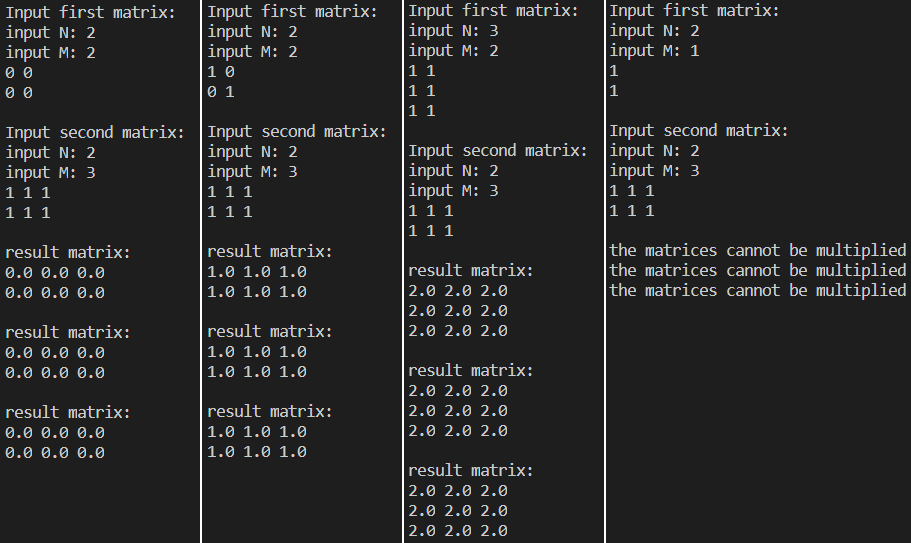 Input first matrix:
input N: 2
input M: 2
0 0
0 0

Input second matrix:
input N: 2
input M: 3
1 1 1
1 1 1

result matrix:
0.0 0.0 0.0
0.0 0.0 0.0

result matrix:
0.0 0.0 0.0
0.0 0.0 0.0

result matrix:
0.0 0.0 0.0
0.0 0.0 0.0

Input first matrix:
input N: 2
input M: 2
1 0
0 1

Input second matrix:
input N: 2
input M: 3
1 1 1
1 1 1

result matrix:
1.0 1.0 1.0
1.0 1.0 1.0

result matrix:
1.0 1.0 1.0
1.0 1.0 1.0

result matrix:
1.0 1.0 1.0
1.0 1.0 1.0

Input first matrix:
input N: 3
input M: 2
1 1
1 1
1 1

Input second matrix:
input N: 2
input M: 3
1 1 1
1 1 1

result matrix:
2.0 2.0 2.0
2.0 2.0 2.0
2.0 2.0 2.0

result matrix:
2.0 2.0 2.0
2.0 2.0 2.0
2.0 2.0 2.0

result matrix:
2.0 2.0 2.0
2.0 2.0 2.0
2.0 2.0 2.0

Input first matrix:
input N: 2
input M: 1
1
1

Input second matrix:
input N: 2
input M: 3
1 1 1
1 1 1

the matrices cannot be multiplied
the matrices cannot be multiplied
the matrices cannot be multiplied